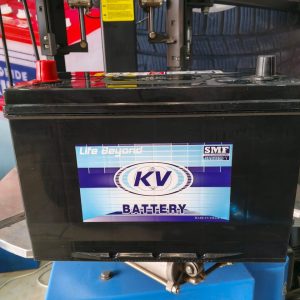 Life Beyond
SMF
KV
BATTERY